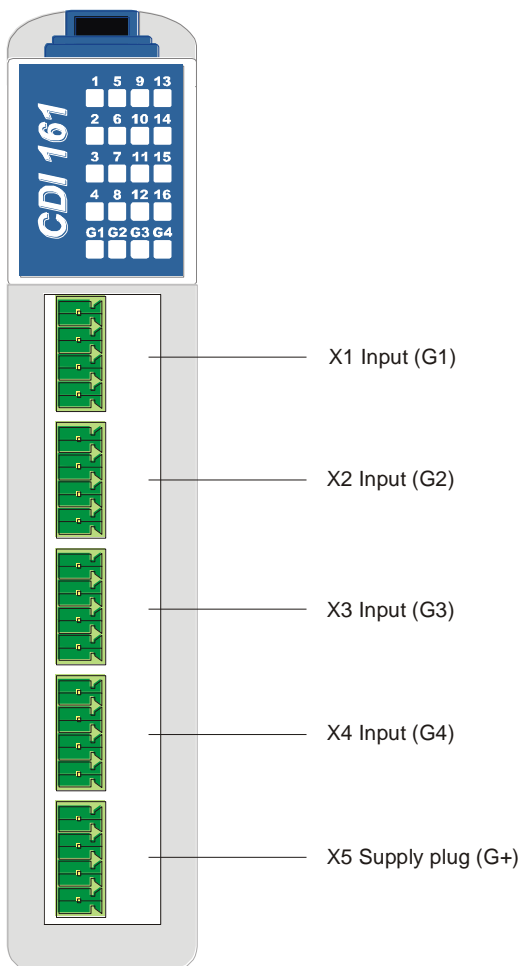 CDI 161
1 5 9 13
2 6 10 14
3 7 11 15
4 8 12 16
G1 G2 G3 G4
X1 Input (G1)
X2 Input (G2)
X3 Input (G3)
X4 Input (G4)
X5 Supply plug (G+)